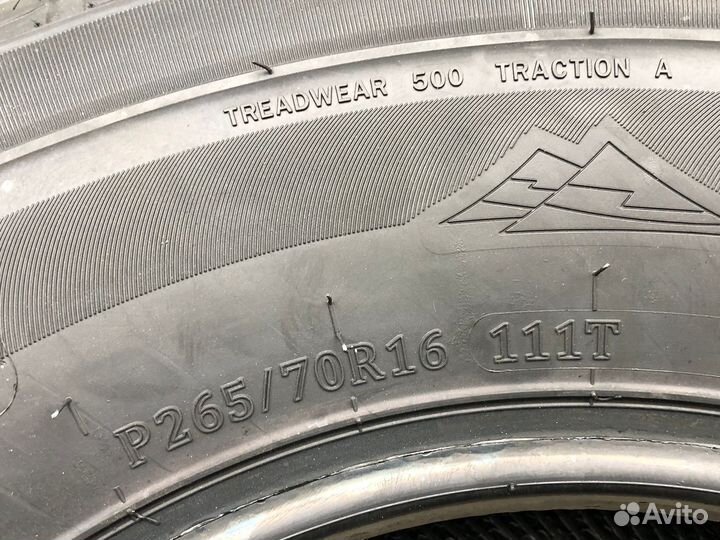 TREADWEAR 500 TRACTION A
P265/70R16 111T
Avito